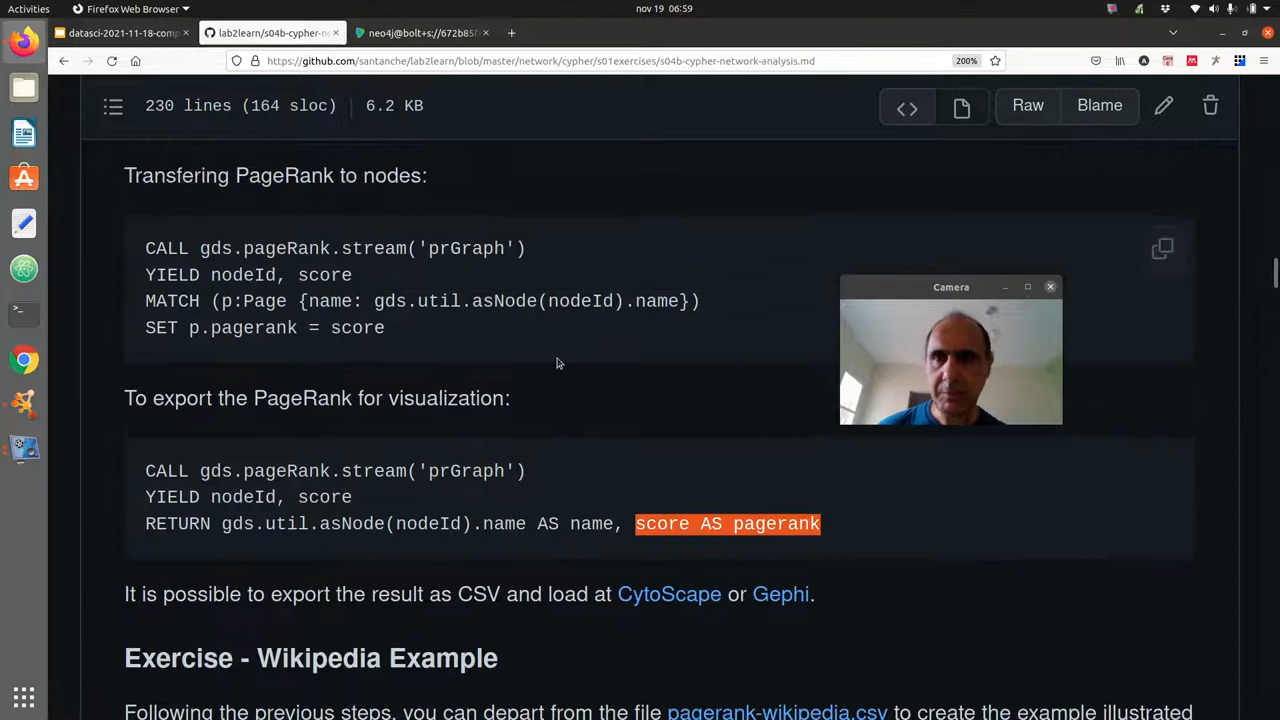 Activities
Firefox Web Browser
nov 19 06:59
datasci-2021-11-18-comp
lab2learn/s04b-cypher-ne
neo4j@bolt+s://672b85f
https://github.com/santanche/lab2learn/blob/master/network/cypher/s01exercises/s04b-cypher-network-analysis.md
200%
230 lines (164 sloc)
6.2 KB
Raw
Blame
Transfering PageRank to nodes:
CALL gds.pageRank.stream('prGraph')
YIELD nodeId, score
MATCH (p:Page {name: gds.util.asNode(nodeId).name})
SET p.pagerank = score
Camera
To export the PageRank for visualization:
CALL gds.pageRank.stream('prGraph')
YIELD nodeId, score
RETURN gds.util.asNode(nodeId).name AS name, score AS pagerank
It is possible to export the result as CSV and load at CytoScape or Gephi.
Exercise - Wikipedia Example
Following the previous steps, you can depart from the file pagerank-wikipedia.csv to create the example illustrated